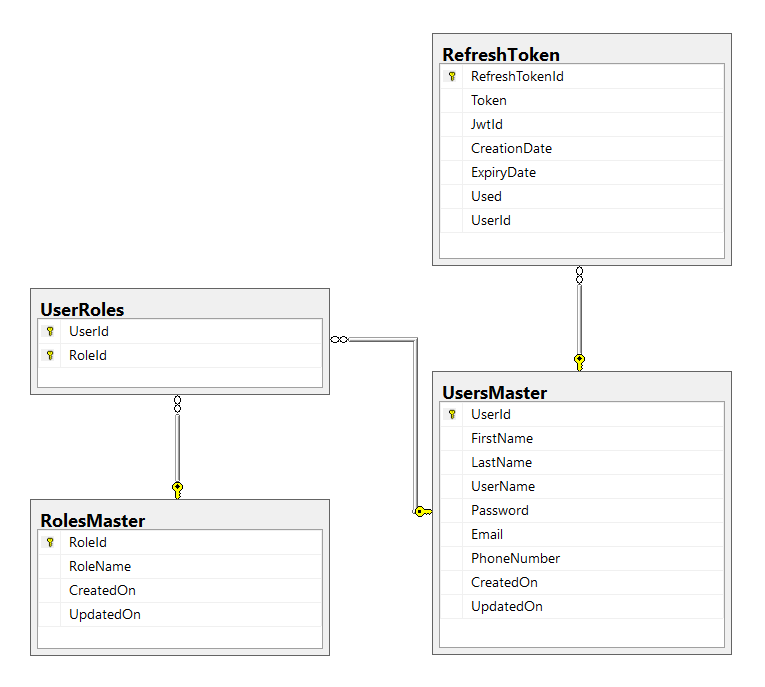 RefreshToken
RefreshTokenId
Token
JwtId
CreationDate
ExpiryDate
Used
UserId
UserRoles
UserId
RoleId
UsersMaster
UserId
FirstName
LastName
UserName
Password
Email
PhoneNumber
CreatedOn
UpdatedOn
RolesMaster
RoleId
RoleName
CreatedOn
UpdatedOn